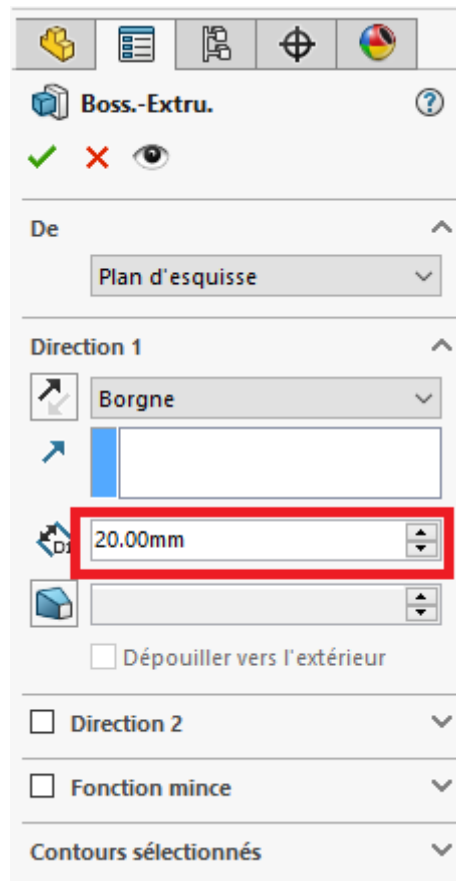 Boss.-Extru.
De
Plan d'esquisse
Direction 1
Borgne
D1
20.00mm
Dépouiller vers l'extérieur
Direction 2
Fonction mince
Contours sélectionnés